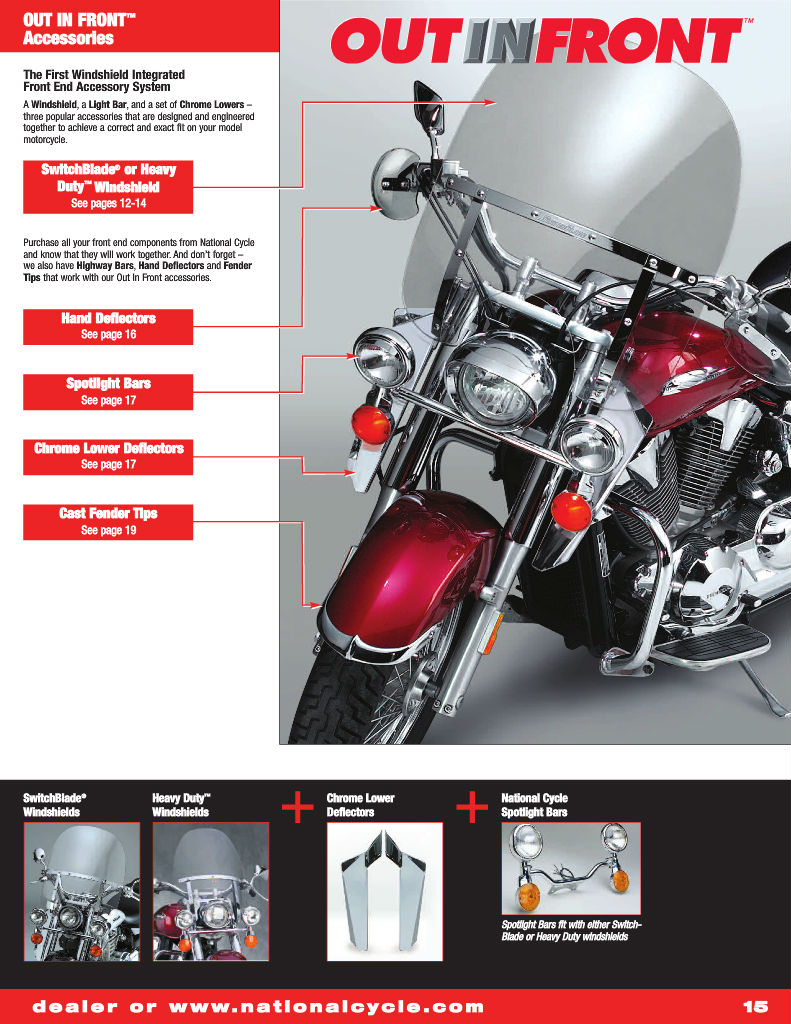 OUT IN FRONT™
Accessories
OUT IN FRONT™
The First Windshield Integrated
Front End Accessory System
A Windshield, a Light Bar, and a set of Chrome Lowers –
three popular accessories that are designed and engineered
together to achieve a correct and exact fit on your model
motorcycle.
SwitchBlade® or Heavy
Duty™ Windshield
See pages 12-14
Purchase all your front end components from National Cycle
and know that they will work together. And don't forget –
we also have Highway Bars, Hand Deflectors and Fender
Tips that work with our Out In Front accessories.
Hand Deflectors
See page 16
Spotlight Bars
See page 17
Chrome Lower Deflectors
See page 17
Cast Fender Tips
See page 19
SwitchBlade®
Windshields
Heavy Duty™
Windshields
+
Chrome Lower
Deflectors
+
National Cycle
Spotlight Bars
Spotlight Bars fit with either Switch-
Blade or Heavy Duty windshields
dealer or www.nationalcycle.com
15